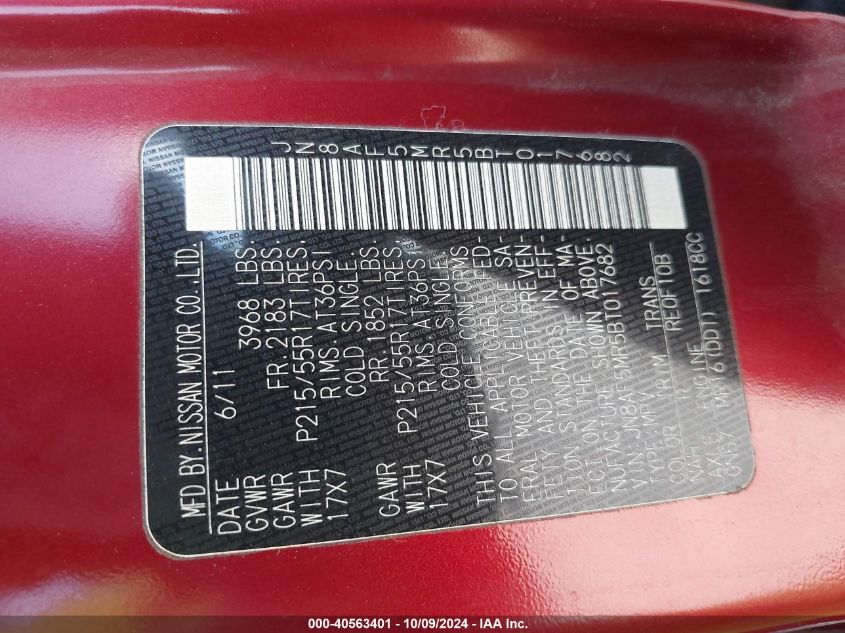 JN8AF5MR5BT017682
MFD BY. NISSAN MOTOR CO., LTD.
DATE 6/11
GVWR 3968 LBS.
GAWR FR. 2183 LBS.
WITH P215/55R17TIRES.
17X7 RIMS AT36PSI
COLD SINGLE.
GAWR RR. 1852 LBS.
WITH P215/55R17TIRES.
17X7 RIMS AT36PSI
COLD SINGLE.
THIS VEHICLE CONFORMS
TO ALL APPLICABLE FED-
ERAL MOTOR VEHICLE SA-
FETY AND THEFT PREVEN-
TION STANDARDS IN EFF-
ECT ON THE DATE OF MA-
NUFACTURE SHOWN ABOVE.
VIN:JN8AF5MR5BT017682
TYPE:MPV
COLOR TRIM TRANS
NAH RE0F10B
AXLE ENGINE
GN57 MR16(DDT) 1618CC
000-40563401 - 10/09/2024 - IAA Inc.